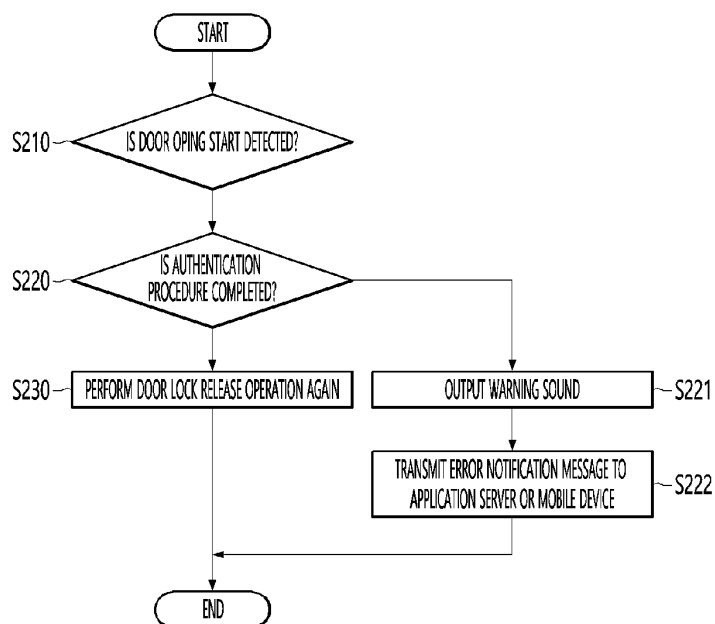 START
S210
IS DOOR OPING START DETECTED?
S220
IS AUTHENTICATION
PROCEDURE COMPLETED?
S230
PERFORM DOOR LOCK RELEASE OPERATION AGAIN
OUTPUT WARNING SOUND
S221
TRANSMIT ERROR NOTIFICATION MESSAGE TO
APPLICATION SERVER OR MOBILE DEVICE
S222
END